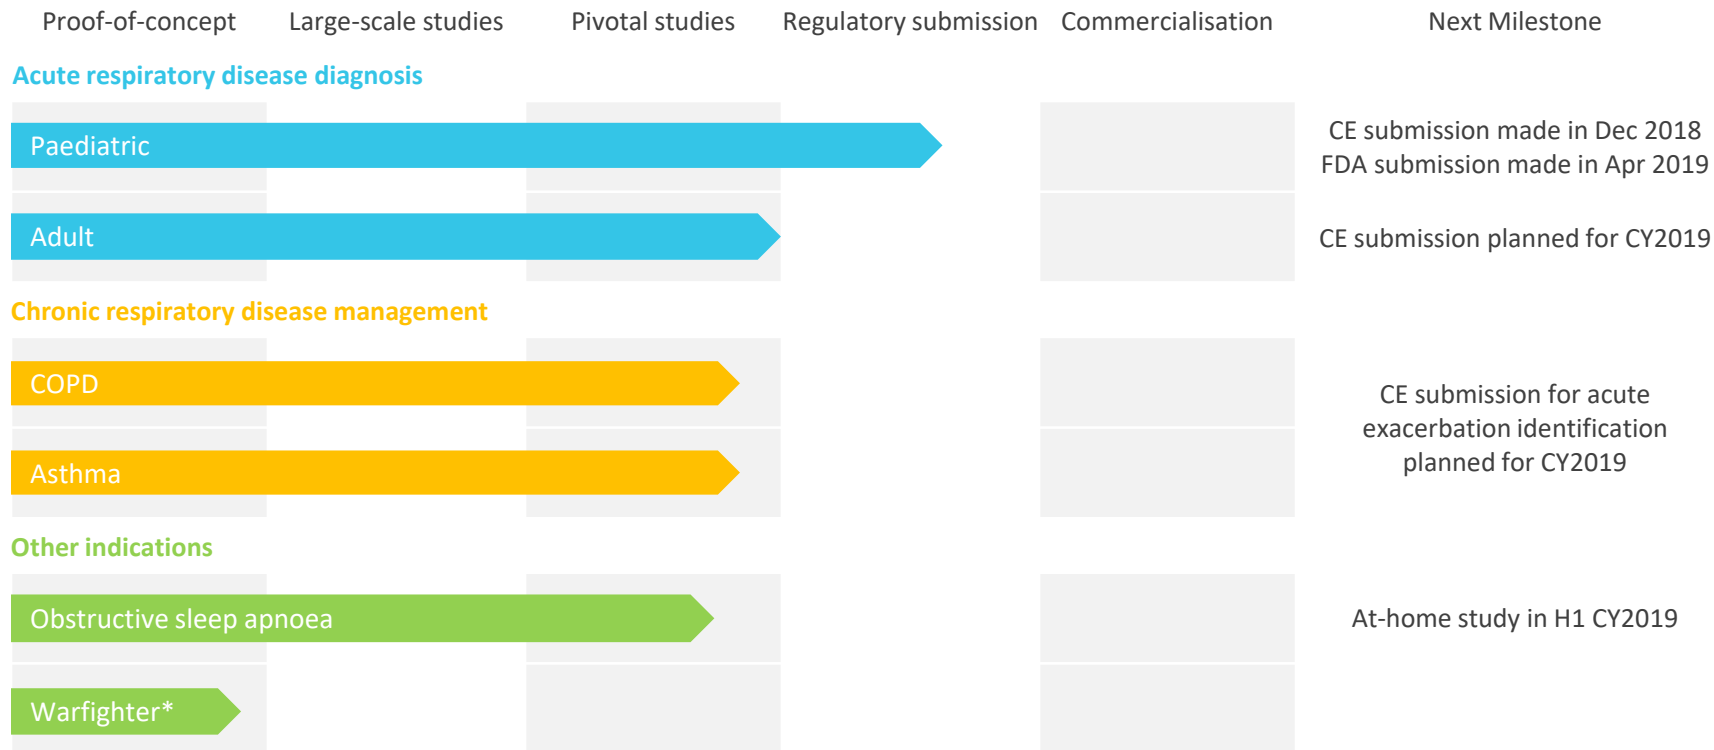 Proof-of-concept Large-scale studies Pivotal studies Regulatory submission Commercialisation Next Milestone
Acute respiratory disease diagnosis
Paediatric
CE submission made in Dec 2018
FDA submission made in Apr 2019
Adult
CE submission planned for CY2019
Chronic respiratory disease management
COPD
Asthma
CE submission for acute
exacerbation identification
planned for CY2019
Other indications
Obstructive sleep apnoea
At-home study in H1 CY2019
Warfighter*